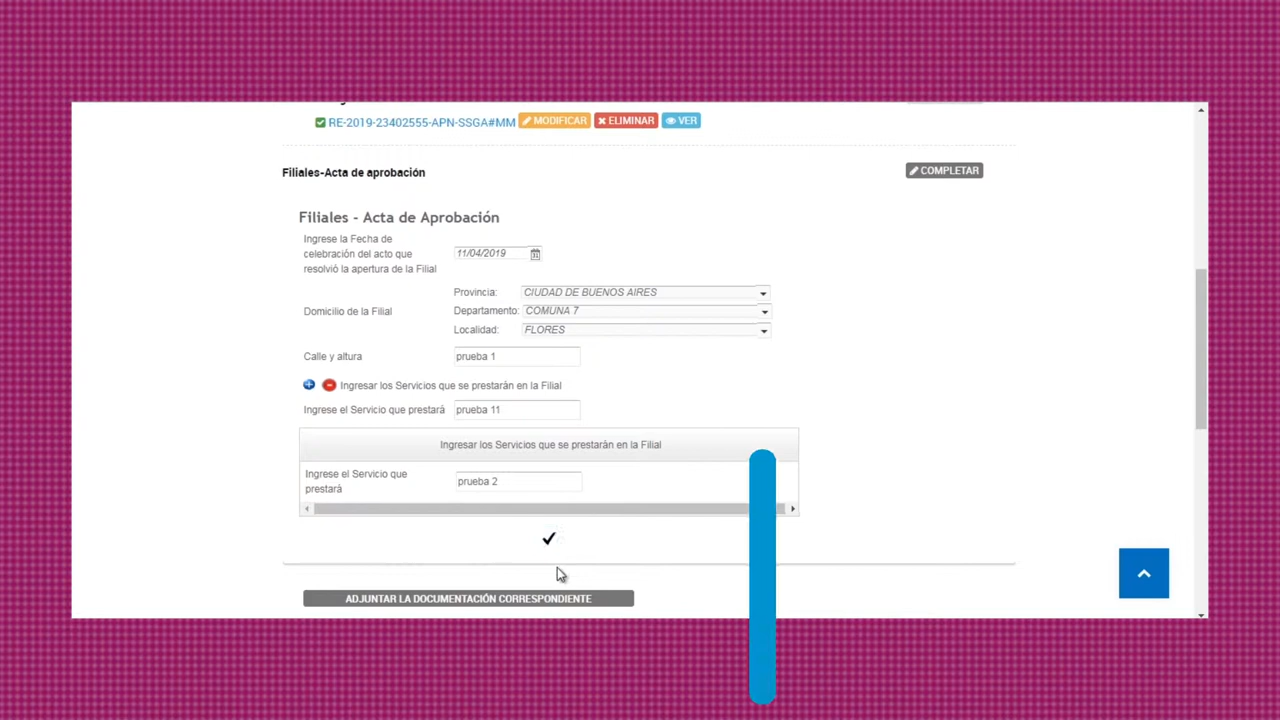 RE-2019-23402555-APN-SSGA#MM MODIFICAR ELIMINAR VER
Filiales-Acta de aprobación COMPLETAR
Filiales - Acta de Aprobación
Ingrese la Fecha de
celebración del acto que
resolvió la apertura de la Filial
11/04/2019
Domicilio de la Filial
Provincia: CIUDAD DE BUENOS AIRES
Departamento: COMUNA 7
Localidad: FLORES
Calle y altura prueba 1
Ingresar los Servicios que se prestarán en la Filial
Ingrese el Servicio que prestará prueba 11
Ingresar los Servicios que se prestarán en la Filial
Ingrese el Servicio que
prestará
prueba 2
ADJUNTAR LA DOCUMENTACIÓN CORRESPONDIENTE